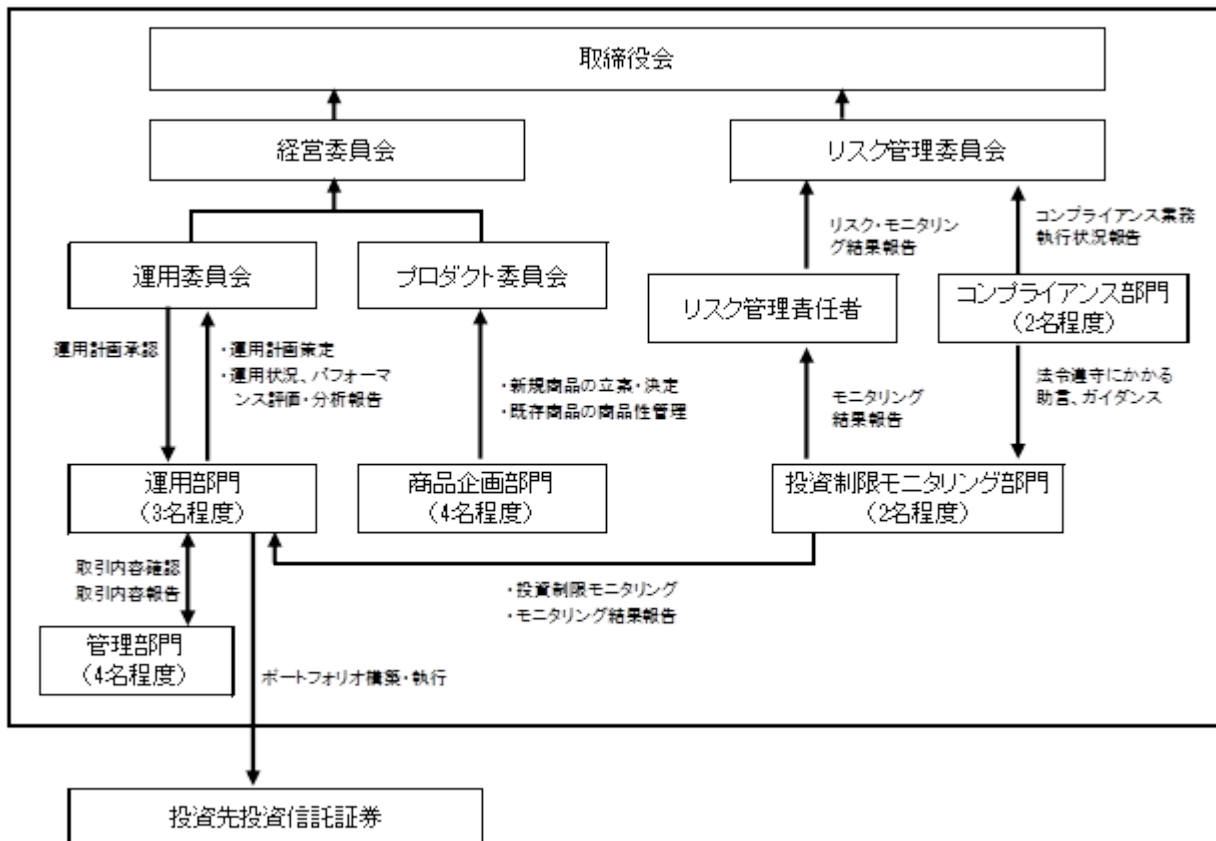 取締役会
経営委員会
リスク管理委員会
リスク・モニタリン
グ結果報告
コンプライアンス業務
執行状況報告
運用委員会
プロダクト委員会
リスク管理責任者
コンプライアンス部門
(2名程度)
運用計画承認
・運用計画策定
・運用状況、パフォーマ
ンス評価・分析報告
・新規商品の立案・決定
・既存商品の商品性管理
モニタリング
結果報告
法令遵守にかかる
助言、ガイダンス
運用部門
(3名程度)
商品企画部門
(4名程度)
投資制限モニタリング部門
(2名程度)
取引内容確認
取引内容報告
・投資制限モニタリング
・モニタリング結果報告
管理部門
(4名程度)
ポートフォリオ構築・執行
投資先投資信託証券